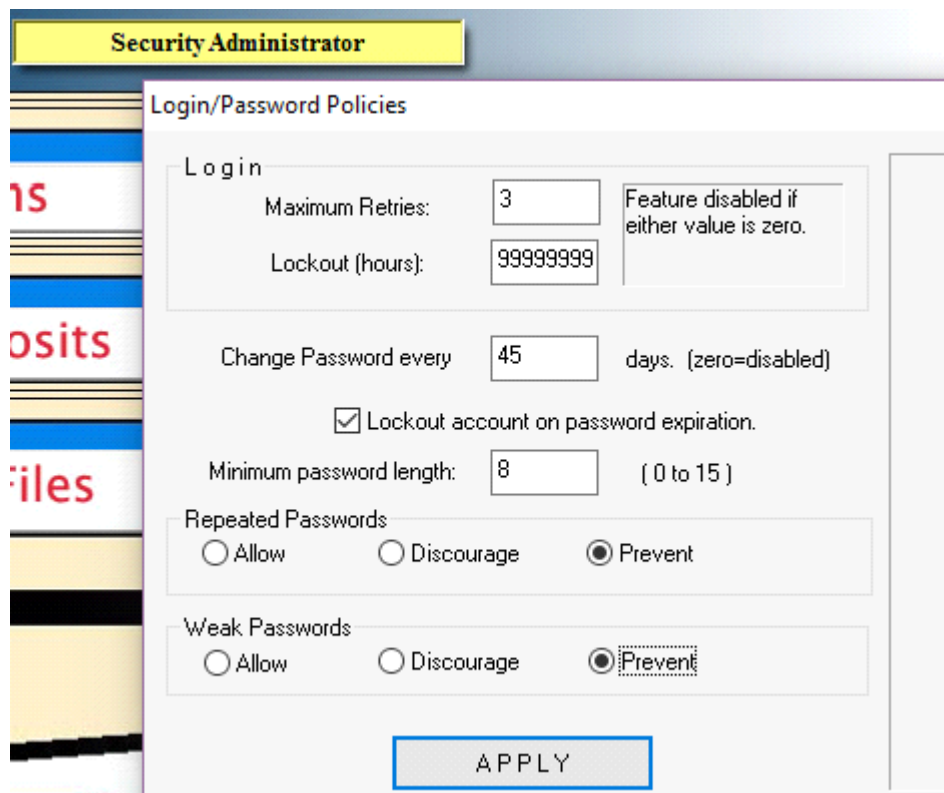 Security Administrator
Login/Password Policies
Login
Maximum Retries: 3
Feature disabled if
either value is zero.
Lockout (hours): 99999999
Change Password every 45 days. (zero=disabled)
Lockout account on password expiration.
Minimum password length: 8 ( 0 to 15 )
Repeated Passwords
Allow Discourage Prevent
Weak Passwords
Allow Discourage Prevent
APPLY
osits
Files